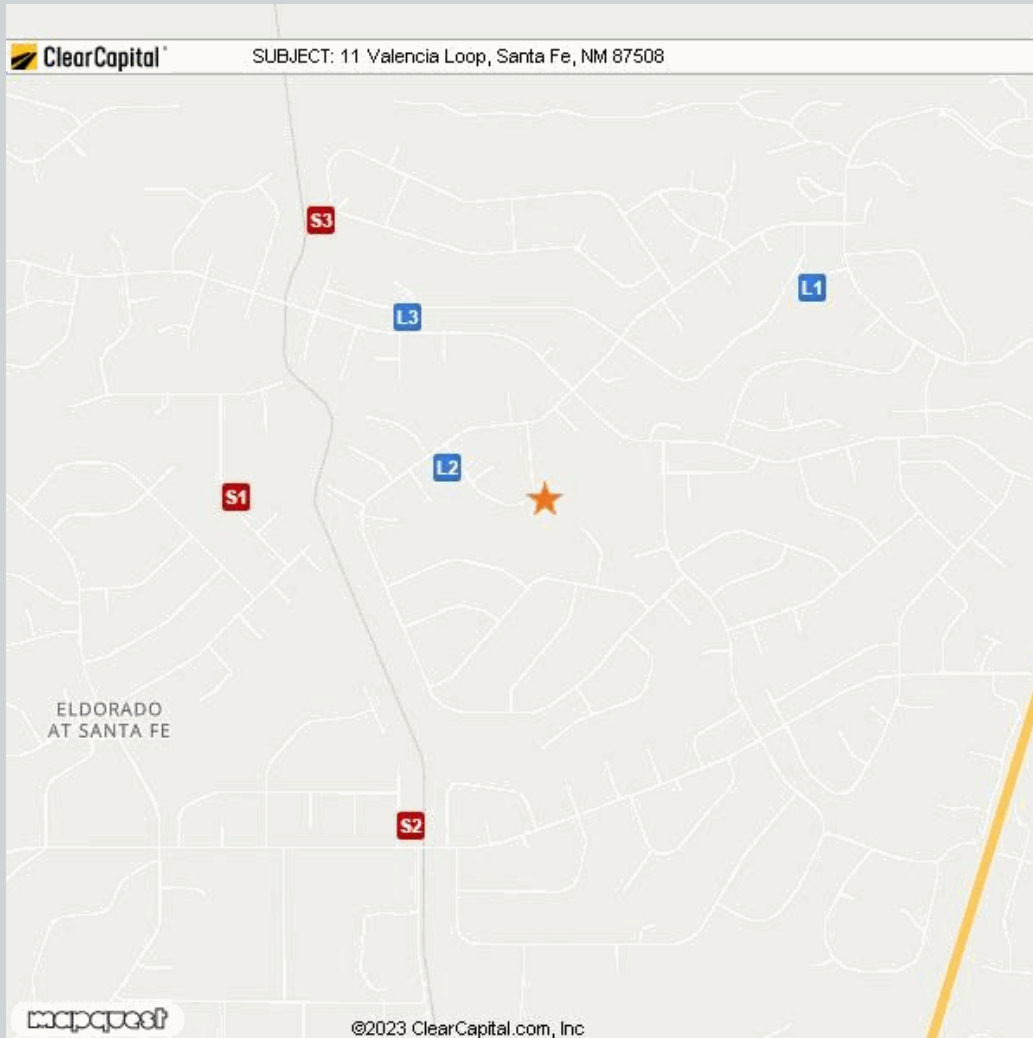 ClearCapital
SUBJECT: 11 Valencia Loop, Santa Fe, NM 87508
S3
L1
L3
L2
S1
ELDORADO
AT SANTA FE
S2
mapquest
©2023 ClearCapital.com, Inc